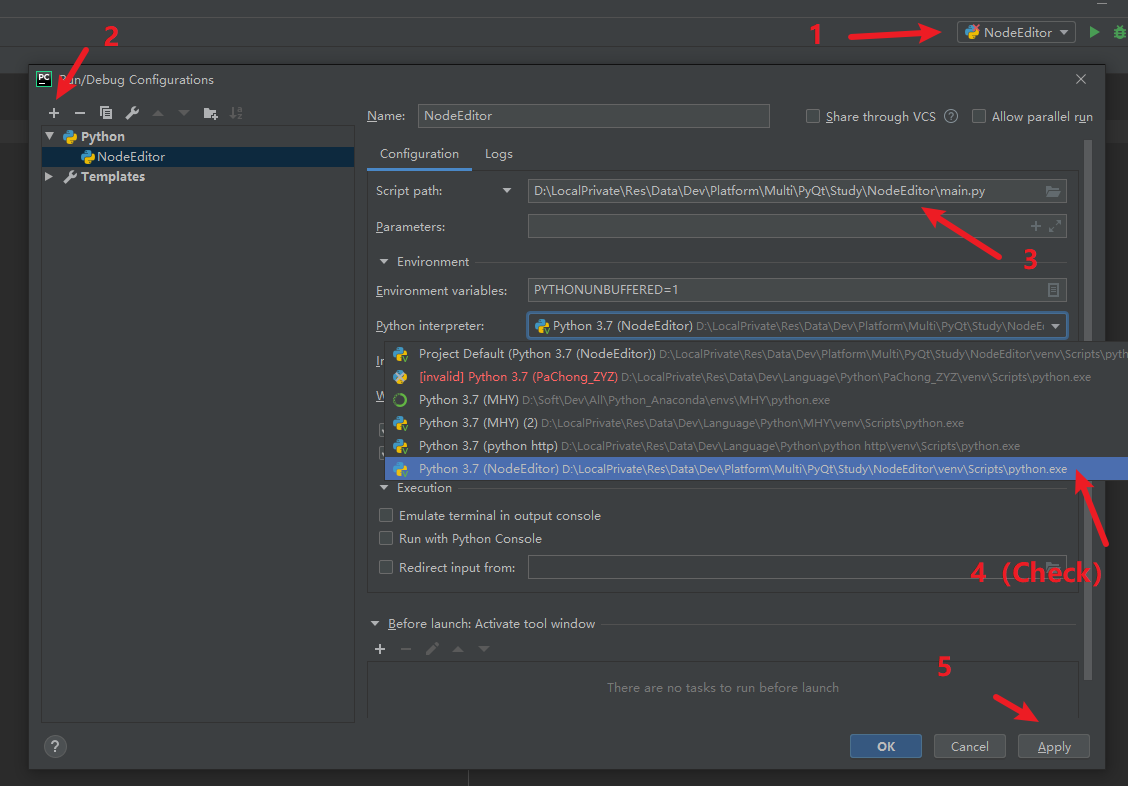 2
1
NodeEditor
PC
Run/Debug Configurations
Name:
NodeEditor
Share through VCS
?
Allow parallel run
Python
NodeEditor
Templates
Configuration
Logs
Script path:
D:\LocalPrivate\Res\Data\Dev\Platform\Multi\PyQt\Study\NodeEditor\main.py
Parameters:
3
Environment
Environment variables:
PYTHONUNBUFFERED=1
Python interpreter:
Python 3.7 (NodeEditor) D:\LocalPrivate\Res\Data\Dev\Platform\Multi\PyQt\Study\NodeE
Project Default (Python 3.7 (NodeEditor)) D:\LocalPrivate\Res\Data\Dev\Platform\Multi\PyQt\Study\NodeEditor\venv\Scripts\pyth
[invalid] Python 3.7 (PaChong_ZYZ) D:\LocalPrivate\Res\Data\Dev\Language\Python\PaChong_ZYZ\venv\Scripts\python.exe
Python 3.7 (MHY) D:\Soft\Dev\All\Python_Anaconda\envs\MHY\python.exe
Python 3.7 (MHY) (2) D:\LocalPrivate\Res\Data\Dev\Language\Python\MHY\venv\Scripts\python.exe
Python 3.7 (python http) D:\LocalPrivate\Res\Data\Dev\Language\Python\python http\venv\Scripts\python.exe
Python 3.7 (NodeEditor) D:\LocalPrivate\Res\Data\Dev\Platform\Multi\PyQt\Study\NodeEditor\venv\Scripts\python.exe
Execution
Emulate terminal in output console
Run with Python Console
Redirect input from:
4（Check）
Before launch: Activate tool window
5
There are no tasks to run before launch
?
OK
Cancel
Apply